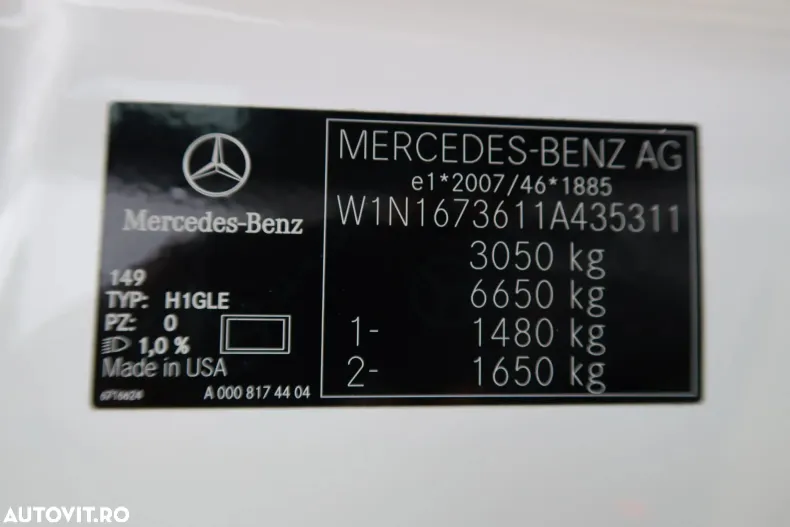 Mercedes-Benz
149
TYP: H1GLE
PZ: 0
1,0 %
Made in USA
6716624
A 000 817 44 04
MERCEDES-BENZ AG
e1*2007/46*1885
W1N1673611A435311
3050 kg
6650 kg
1- 1480 kg
2- 1650 kg
AUTOVIT.RO